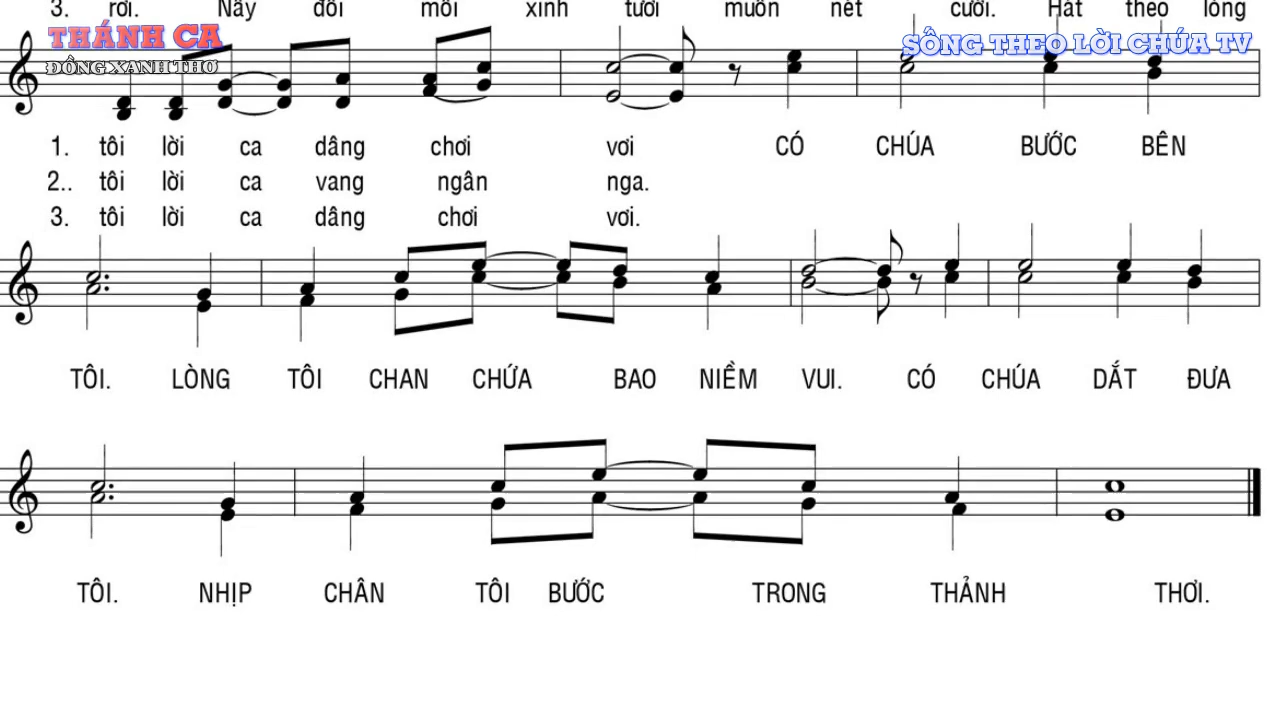 3. rơi. Nầy đôi môi xinh tươi muôn nét cười. Hát theo lòng
THÁNH CA
ĐỒNG XANH THƠ
SỐNG THEO LỜI CHÚA TV
1. tôi lời ca dâng chơi vơi CÓ CHÚA BƯỚC BÊN
2.. tôi lời ca vang ngân nga.
3. tôi lời ca dâng chơi vơi.
TÔI. LÒNG TÔI CHAN CHỨA BAO NIỀM VUI. CÓ CHÚA DẮT ĐƯA
TÔI. NHỊP CHÂN TÔI BƯỚC TRONG THẢNH THƠI.